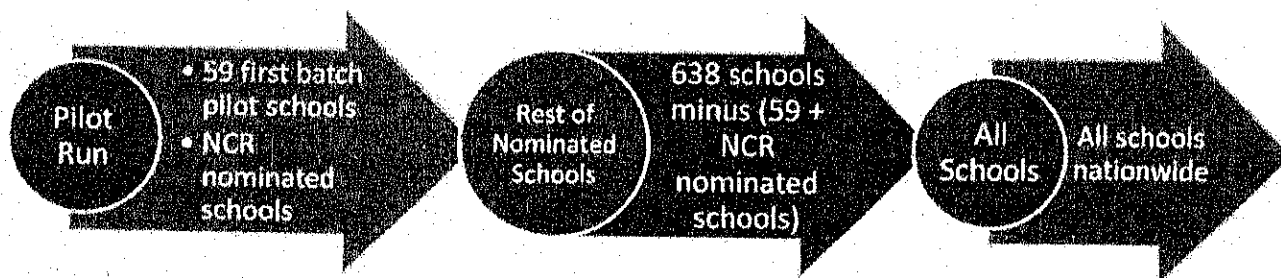 Pilot
Run
• 59 first batch
pilot schools
• NCR
nominated
schools
Rest of
Nominated
Schools
638 schools
minus (59 +
NCR
nominated
schools)
All
Schools
All schools
nationwide